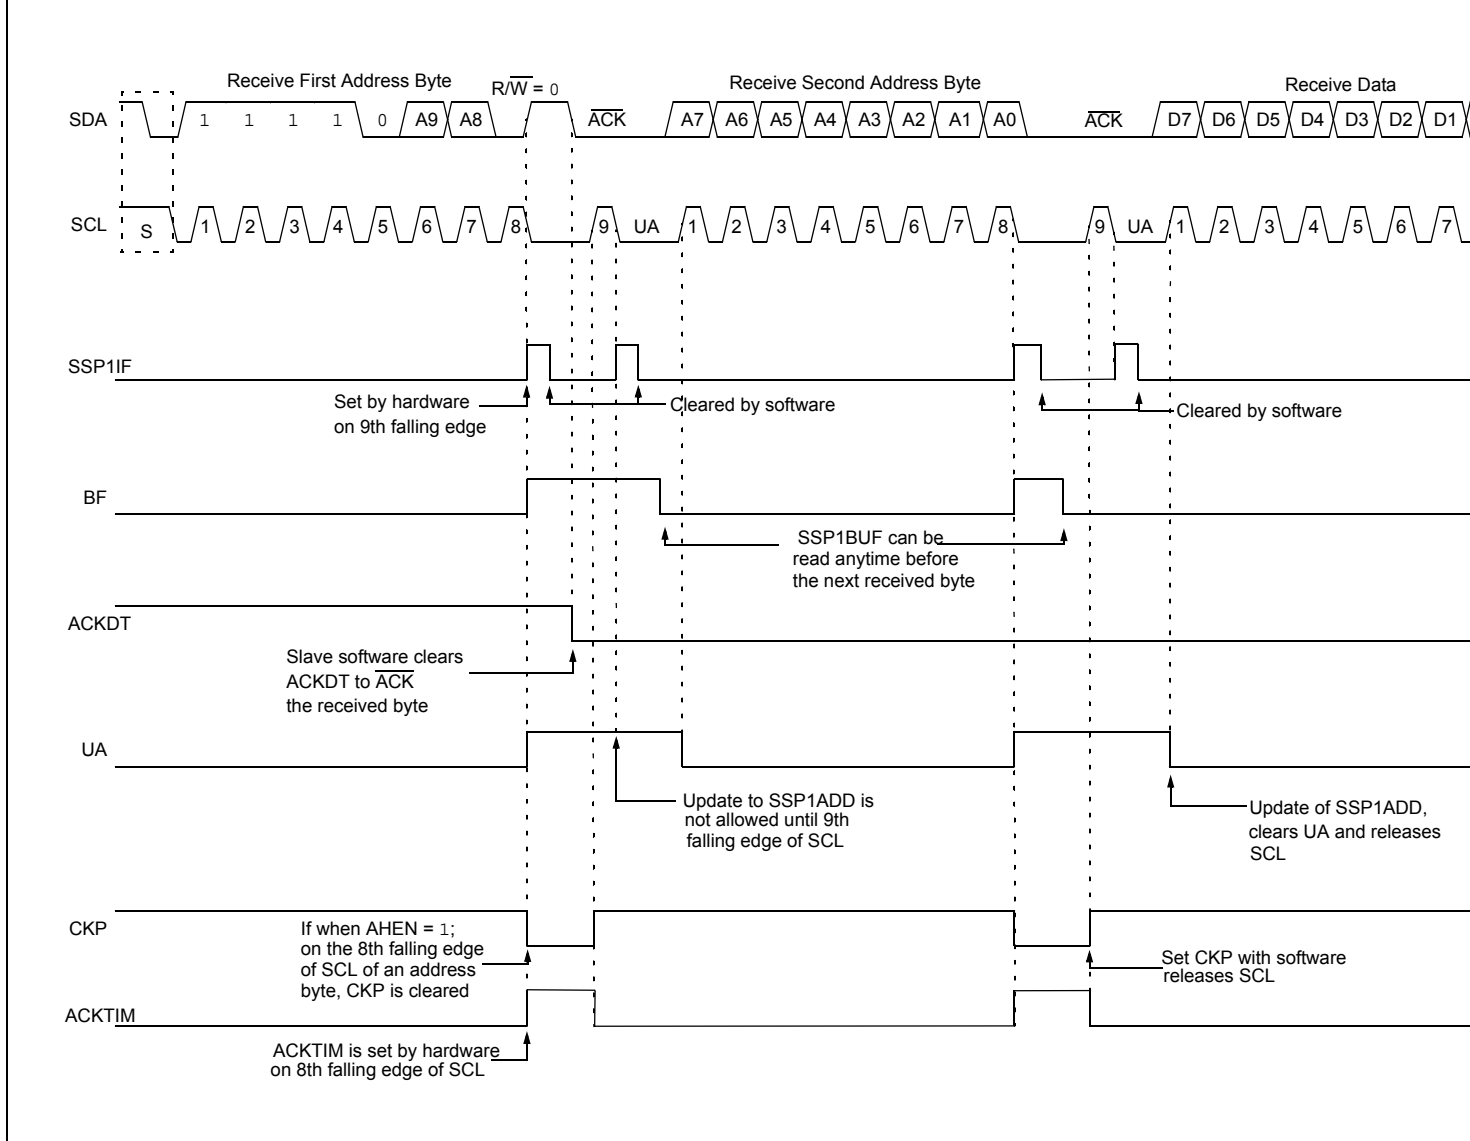 Receive First Address Byte
R/W = 0
Receive Second Address Byte
Receive Data
SDA
1 1 1 1 0 A9 A8
ACK
A7 A6 A5 A4 A3 A2 A1 A0
ACK
D7 D6 D5 D4 D3 D2 D1
SCL
S
1 2 3 4 5 6 7 8 9 UA 1 2 3 4 5 6 7 8 9 UA 1 2 3 4 5 6 7
SSP1IF
Set by hardware
on 9th falling edge
Cleared by software
Cleared by software
BF
SSP1BUF can be
read anytime before
the next received byte
ACKDT
Slave software clears
ACKDT to ACK
the received byte
UA
Update to SSP1ADD is
not allowed until 9th
falling edge of SCL
Update of SSP1ADD,
clears UA and releases
SCL
CKP
If when AHEN = 1;
on the 8th falling edge
of SCL of an address
byte, CKP is cleared
Set CKP with software
releases SCL
ACKTIM
ACKTIM is set by hardware
on 8th falling edge of SCL